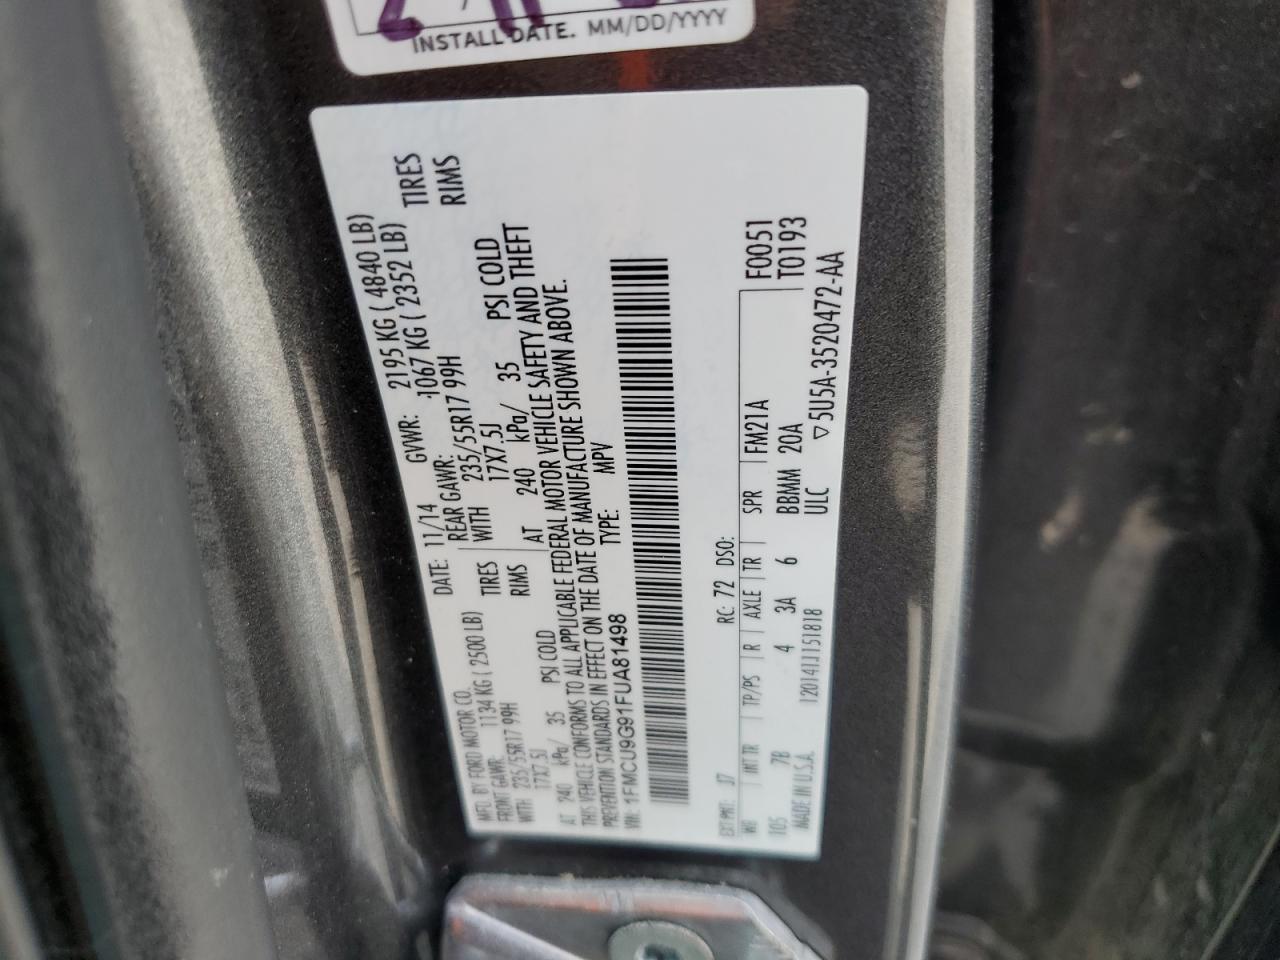 INSTALL DATE. MM/DD/YYYY
MFD. BY FORD MOTOR CO. DATE: 11/14 GVWR: 2195 KG ( 4840 LB)
FRONT GAWR: 1134 KG ( 2500 LB) REAR GAWR: 1067 KG ( 2352 LB)
WITH 235/55R17 99H TIRES WITH 235/55R17 99H TIRES
17X7.5J RIMS 17X7.5J RIMS
AT 240 kPa/ 35 PSI COLD AT 240 kPa/ 35 PSI COLD
THIS VEHICLE CONFORMS TO ALL APPLICABLE FEDERAL MOTOR VEHICLE SAFETY AND THEFT
PREVENTION STANDARDS IN EFFECT ON THE DATE OF MANUFACTURE SHOWN ABOVE.
VIN: 1FMCU9G91FUA81498 TYPE: MPV
EXT PNT: J7 RC: 72 DSO: F0051
WB INT TR TP/PS R AXLE TR SPR FM21A T0193
105 7B 4 3A 6 BBMM 20A
MADE IN U.S.A. 1201411151818 ULC ▽5U5A-3520472-AA